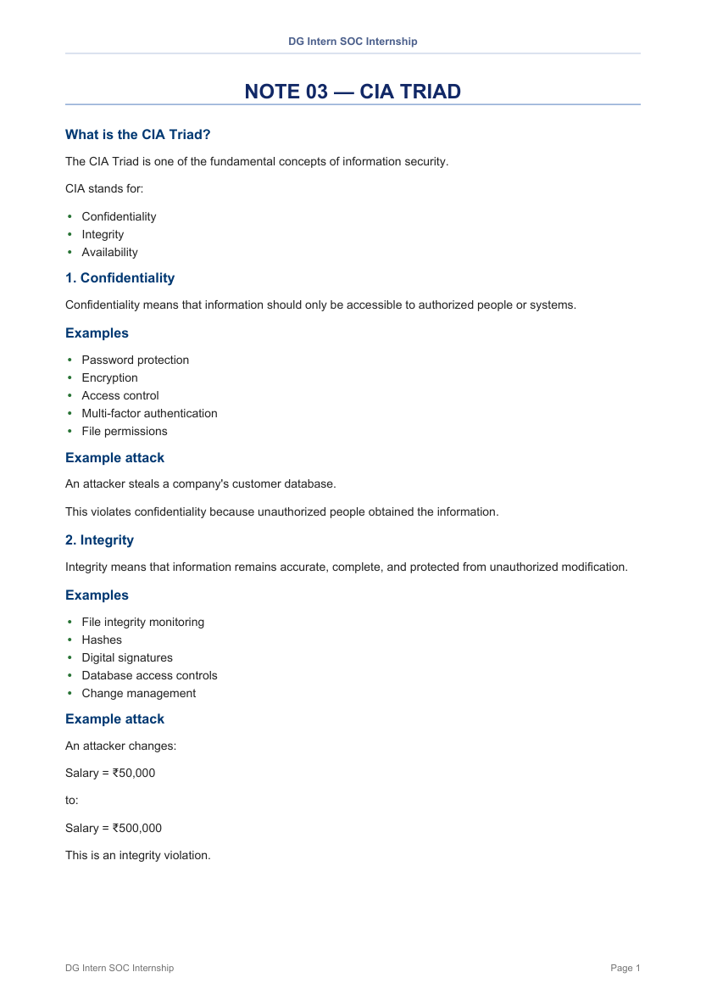 DG Intern SOC Internship
NOTE 03 — CIA TRIAD
What is the CIA Triad?
The CIA Triad is one of the fundamental concepts of information security.
CIA stands for:
• Confidentiality
• Integrity
• Availability
1. Confidentiality
Confidentiality means that information should only be accessible to authorized people or systems.
Examples
• Password protection
• Encryption
• Access control
• Multi-factor authentication
• File permissions
Example attack
An attacker steals a company's customer database.
This violates confidentiality because unauthorized people obtained the information.
2. Integrity
Integrity means that information remains accurate, complete, and protected from unauthorized modification.
Examples
• File integrity monitoring
• Hashes
• Digital signatures
• Database access controls
• Change management
Example attack
An attacker changes:
Salary = ₹50,000
to:
Salary = ₹500,000
This is an integrity violation.
DG Intern SOC Internship
Page 1